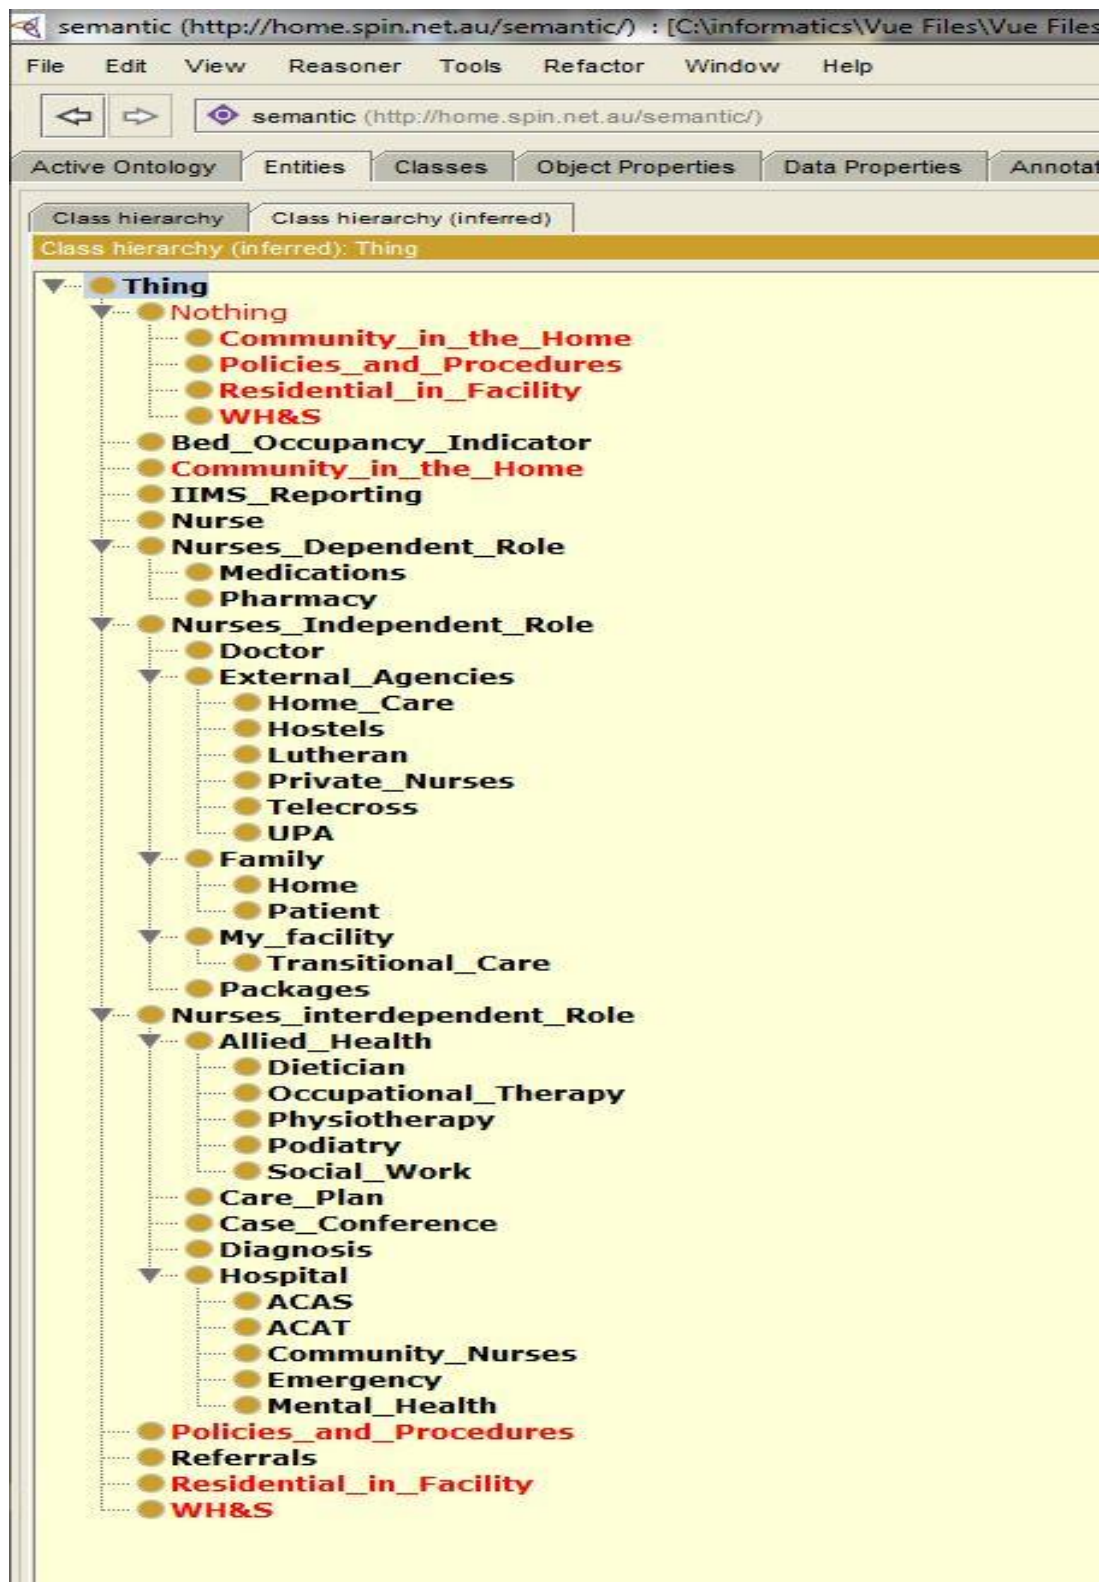 semantic (http://home.spin.net.au/semantic/) : [C:\informatics\Vue Files\Vue Files
File Edit View Reasoner Tools Refactor Window Help
semantic (http://home.spin.net.au/semantic/)
Active Ontology Entities Classes Object Properties Data Properties Annotat
Class hierarchy Class hierarchy (inferred)
Class hierarchy (inferred): Thing
Thing
Nothing
Community_in_the_Home
Policies_and_Procedures
Residential_in_Facility
WH&S
Bed_Occupancy_Indicator
Community_in_the_Home
IIMS_Reporting
Nurse
Nurses_Dependent_Role
Medications
Pharmacy
Nurses_Independent_Role
Doctor
External_Agencies
Home_Care
Hostels
Lutheran
Private_Nurses
Telecross
UPA
Family
Home
Patient
My_facility
Transitional_Care
Packages
Nurses_interdependent_Role
Allied_Health
Dietician
Occupational_Therapy
Physiotherapy
Podiatry
Social_Work
Care_Plan
Case_Conference
Diagnosis
Hospital
ACAS
ACAT
Community_Nurses
Emergency
Mental_Health
Policies_and_Procedures
Referrals
Residential_in_Facility
WH&S